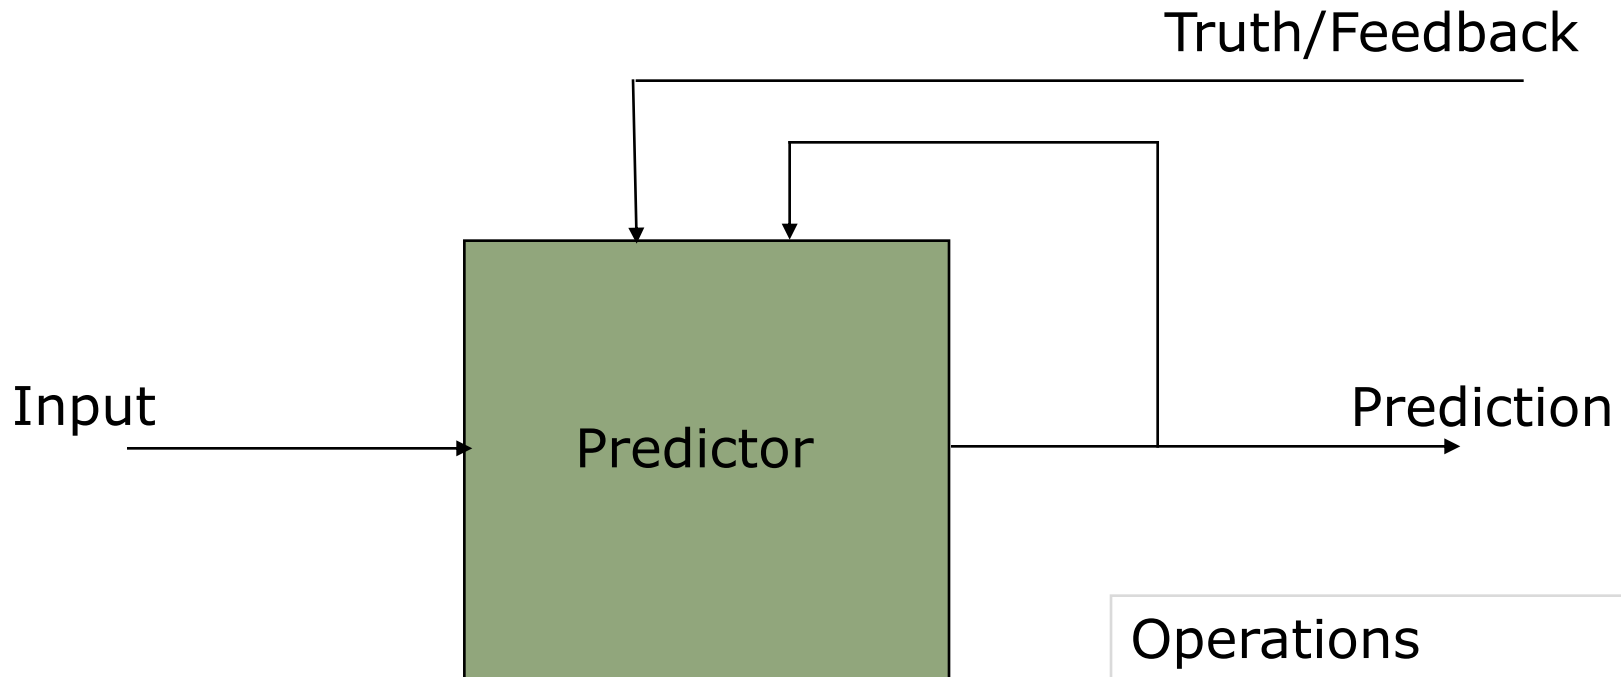 Truth/Feedback
Input
Prediction
Predictor
Operations